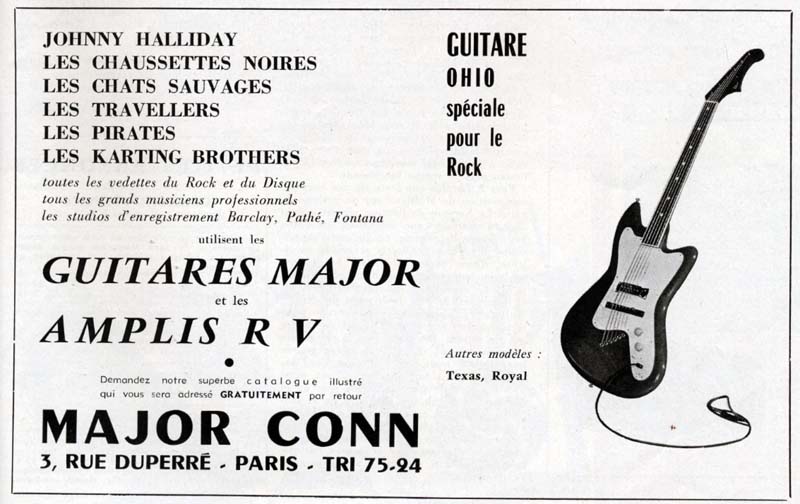 JOHNNY HALLIDAY
LES CHAUSSETTES NOIRES
LES CHATS SAUVAGES
LES TRAVELLERS
LES PIRATES
LES KARTING BROTHERS
toutes les vedettes du Rock et du Disque
tous les grands musiciens professionnels
les studios d'enregistrement Barclay, Pathé, Fontana
utilisent les
GUITARES MAJOR
et les
AMPLIS R V
Demandez notre superbe catalogue illustré
qui vous sera adressé GRATUITEMENT par retour
MAJOR CONN
3, RUE DUPERRÉ - PARIS - TRI 75-24
GUITARE
OHIO
spéciale
pour le
Rock
Autres modèles :
Texas, Royal